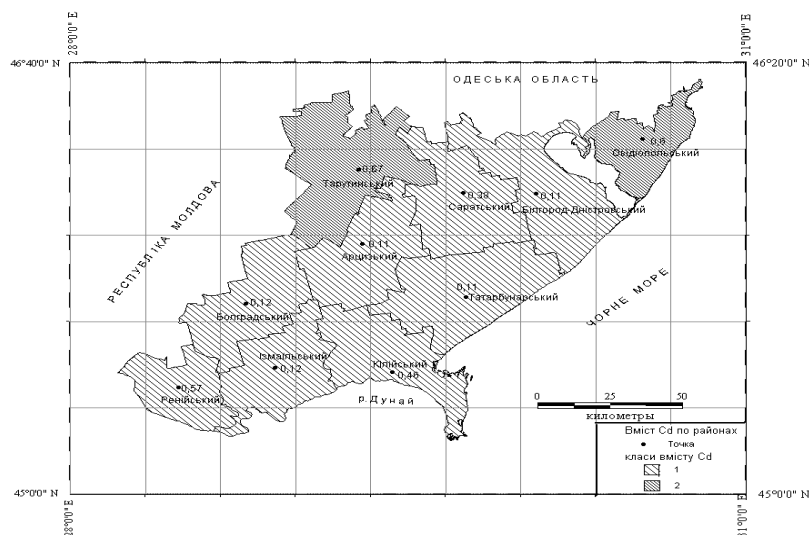 28°0'0" E
31°0'0" E
46°40'0" N
46°20'0" N
ОДЕСЬКА ОБЛАСТЬ
РЕСПУБЛІКА МОЛДОВА
ЧОРНЕ МОРЕ
0,6
Овідіопольський
0,67
Тарутинський
0,38
Саратський
0,11
Білгород-Дністровський
0,11
Арцизький
0,11
Татарбунарський
0,12
Болградський
Ізмаїльський
0,12
Кілійський
0,46
0,57
Ренійський
р.Дунай
0 25 50
километры
Вміст Cd по районах
Точка
класи вмісту Cd
1
2
45°0'0" N
45°0'0" N
28°0'0" E
31°0'0" E